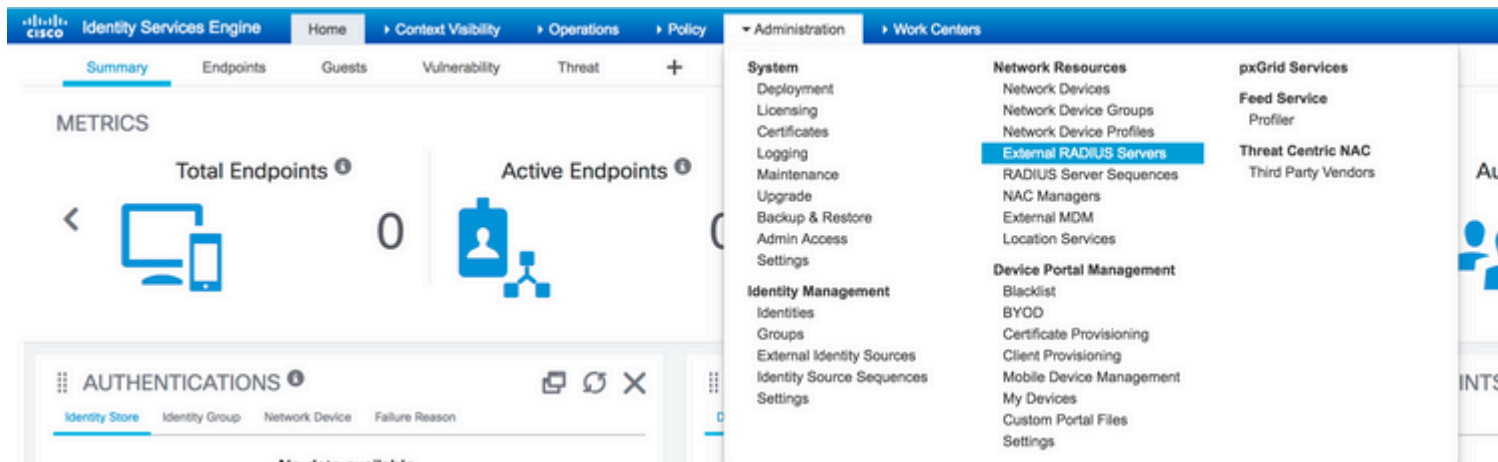 cisco Identity Services Engine Home Context Visibility Operations Policy Administration Work Centers
Summary Endpoints Guests Vulnerability Threat +
METRICS
Total Endpoints
0
Active Endpoints
AUTHENTICATIONS
Identity Store Identity Group Network Device Failure Reason
System
Deployment
Licensing
Certificates
Logging
Maintenance
Upgrade
Backup & Restore
Admin Access
Settings
Identity Management
Identities
Groups
External Identity Sources
Identity Source Sequences
Settings
Network Resources
Network Devices
Network Device Groups
Network Device Profiles
External RADIUS Servers
RADIUS Server Sequences
NAC Managers
External MDM
Location Services
Device Portal Management
Blacklist
BYOD
Certificate Provisioning
Client Provisioning
Mobile Device Management
My Devices
Custom Portal Files
Settings
pxGrid Services
Feed Service
Profiler
Threat Centric NAC
Third Party Vendors